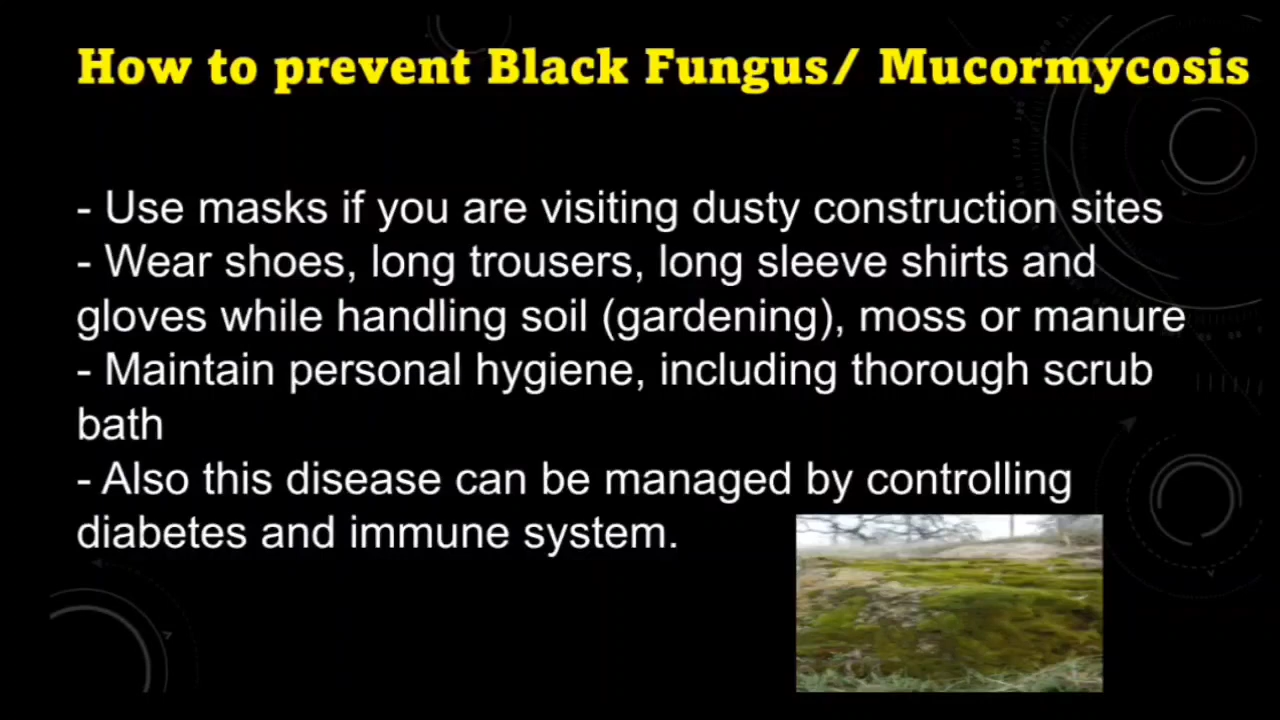 How to prevent Black Fungus/ Mucormycosis
- Use masks if you are visiting dusty construction sites
- Wear shoes, long trousers, long sleeve shirts and
gloves while handling soil (gardening), moss or manure
- Maintain personal hygiene, including thorough scrub
bath
- Also this disease can be managed by controlling
diabetes and immune system.